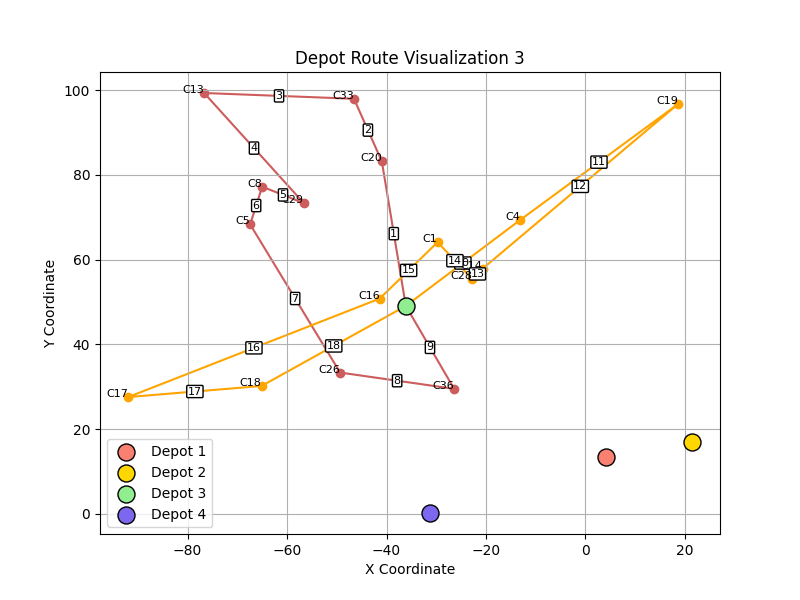 Depot Route Visualization 3
Y Coordinate
100
80
60
40
20
0
C13
3
C33
C19
2
C20
4
11
12
C8
5
C29
6
C5
C4
1
C1
14
15
13
C28
7
C16
16
18
9
C26
8
C36
C17
17
C18
Depot 1
Depot 2
Depot 3
Depot 4
−80
−60
−40
−20
0
20
X Coordinate